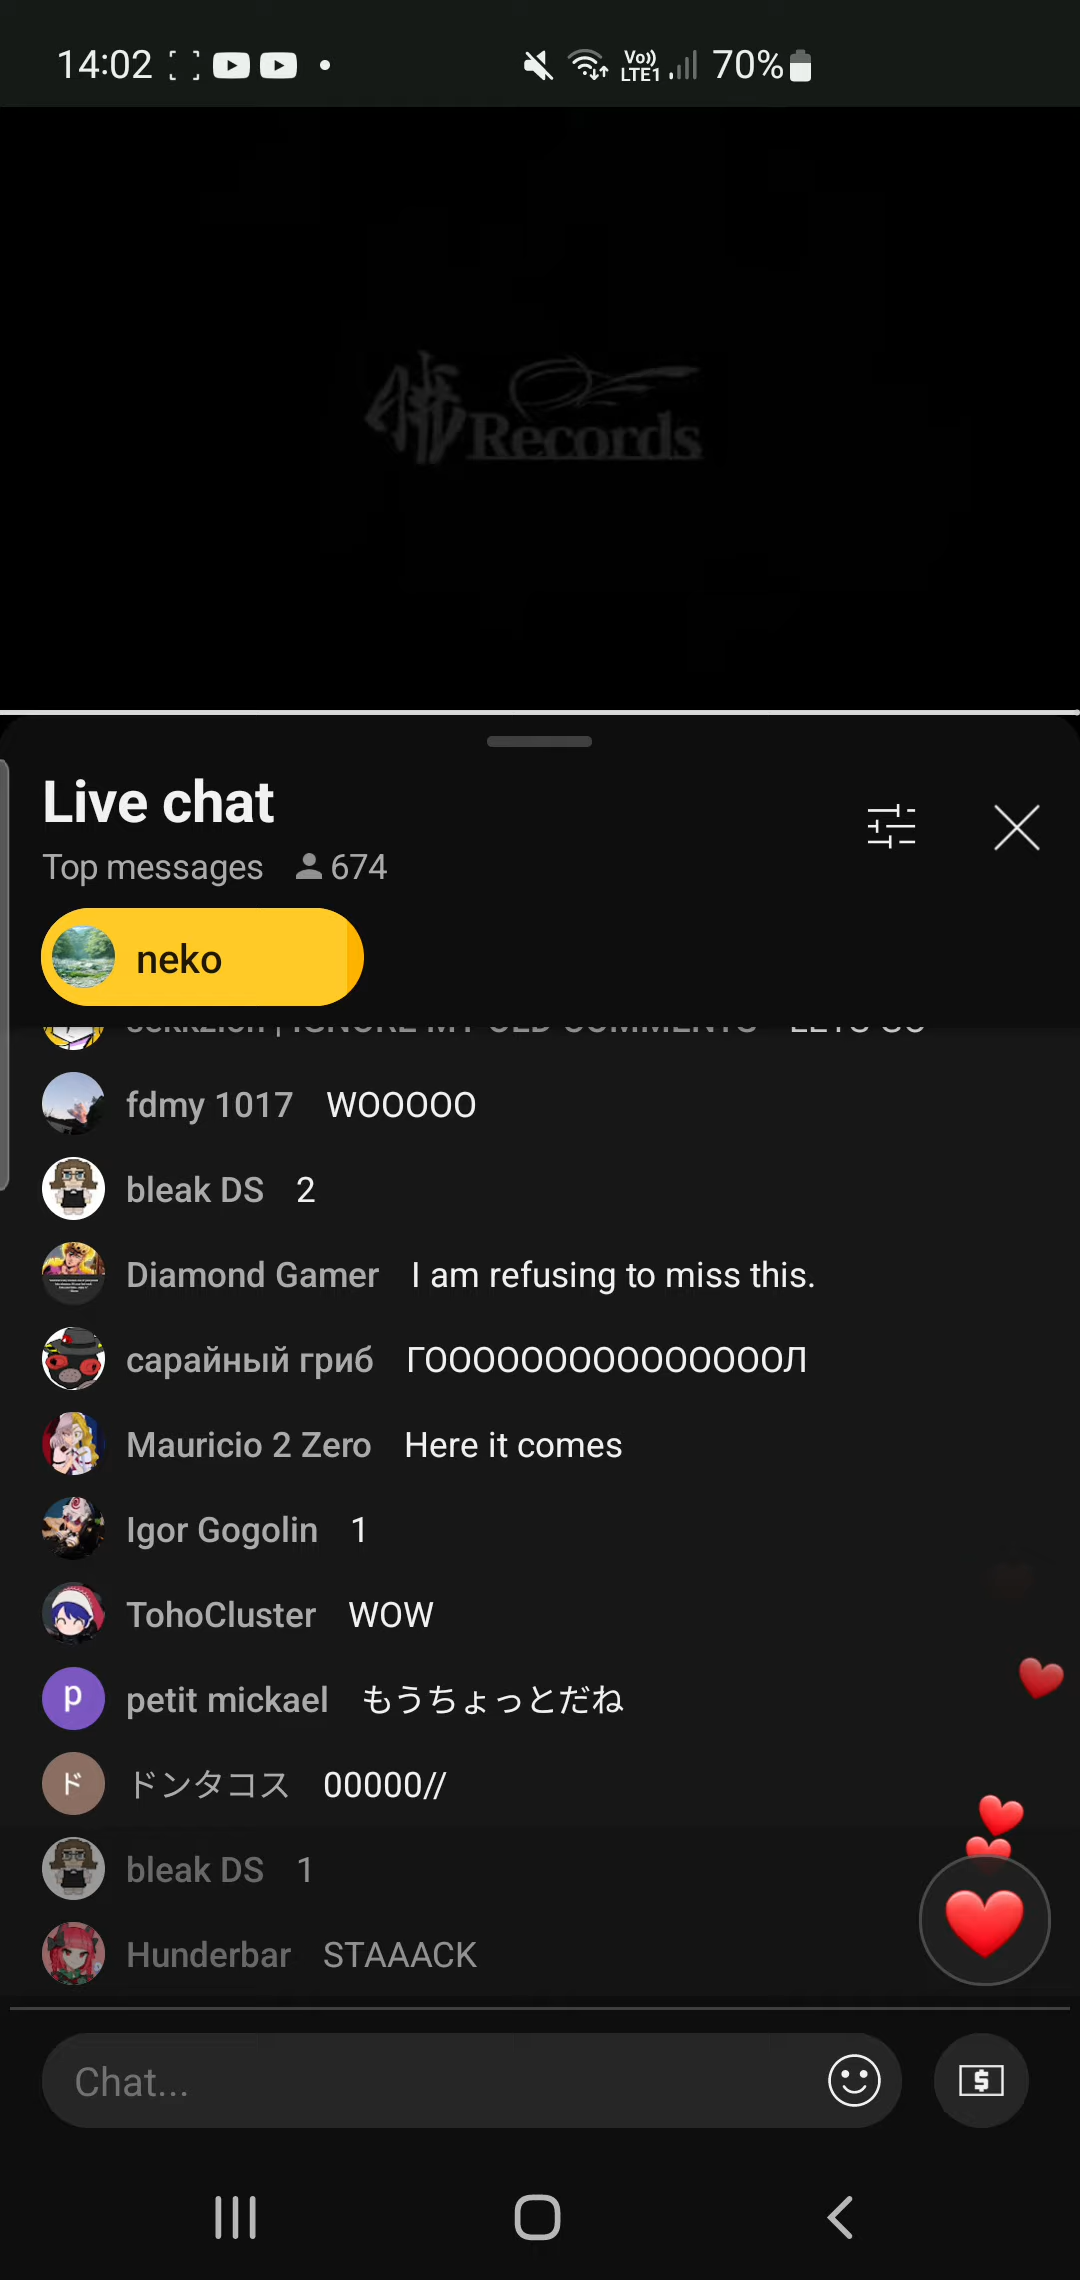 14:02 Vo)) LTE1 70%
Records
Live chat
Top messages 674
neko
fdmy 1017 WOOOOO
bleak DS 2
Diamond Gamer I am refusing to miss this.
сарайный гриб ГОООООООООООООООЛ
Mauricio 2 Zero Here it comes
Igor Gogolin 1
TohoCluster WOW
p petit mickael もうちょっとだね
ド ドンタコス 00000//
bleak DS 1
Hunderbar STAAACK
Chat...